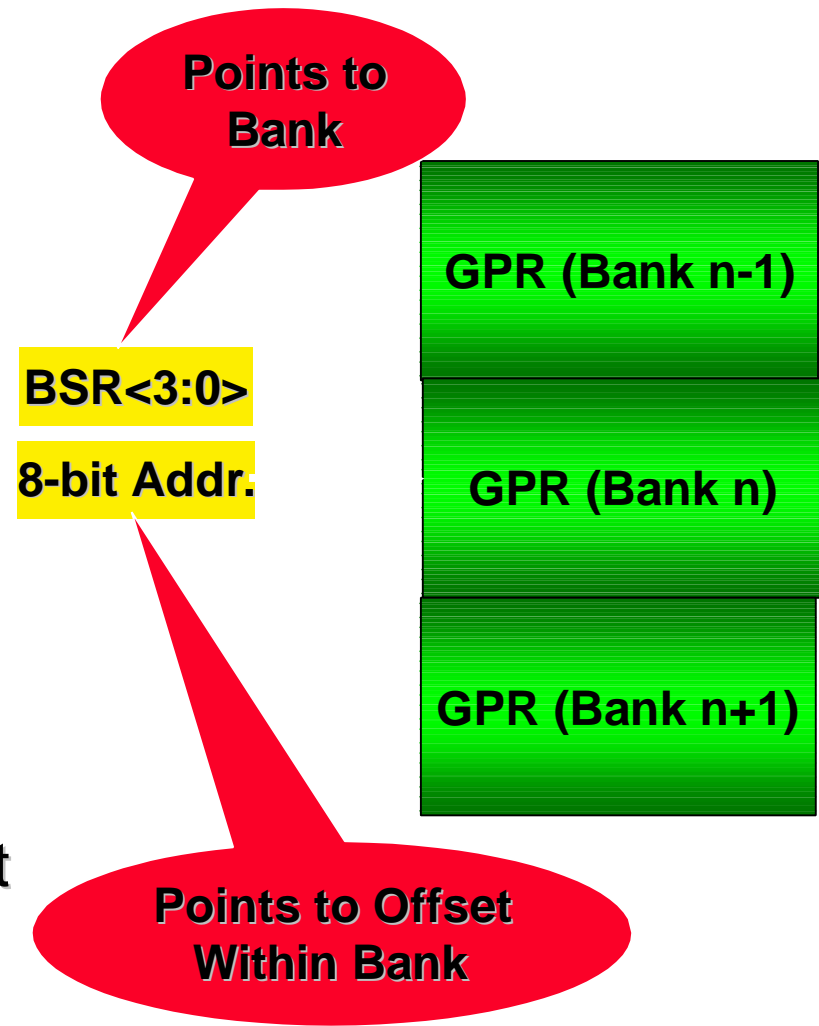 Points to
Bank
GPR (Bank n-1)
BSR<3:0>
8-bit Addr.
GPR (Bank n)
GPR (Bank n+1)
t
Points to Offset
Within Bank